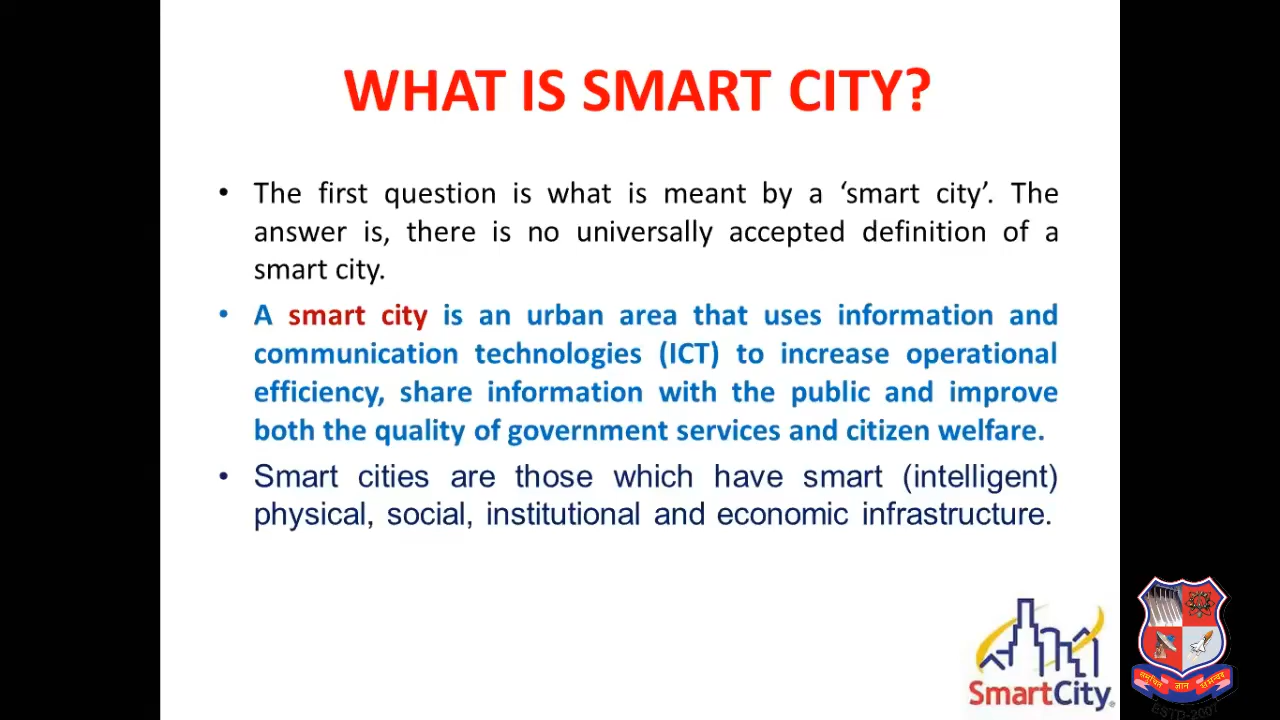 WHAT IS SMART CITY?
• The first question is what is meant by a ‘smart city’. The
answer is, there is no universally accepted definition of a
smart city.
• A smart city is an urban area that uses information and
communication technologies (ICT) to increase operational
efficiency, share information with the public and improve
both the quality of government services and citizen welfare.
• Smart cities are those which have smart (intelligent)
physical, social, institutional and economic infrastructure.
SmartCity®
ज्ञान
ESTD-2007